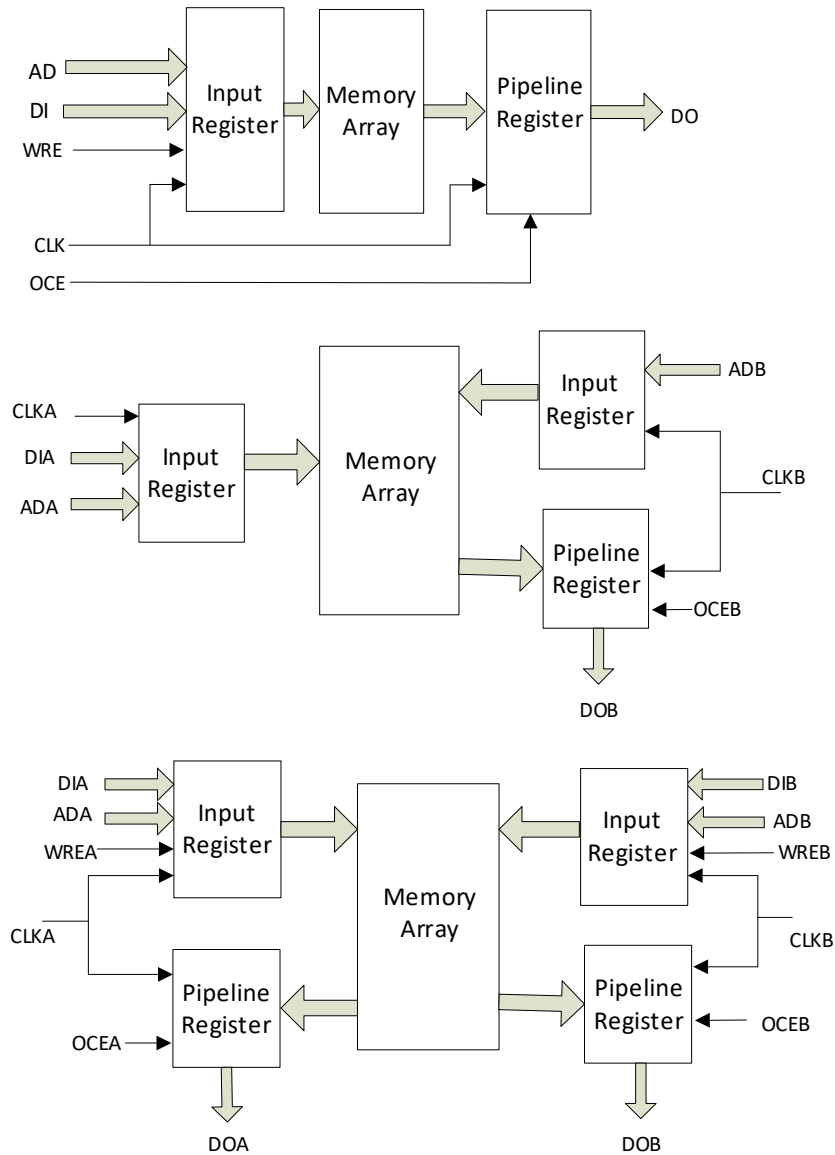 AD
DI
WRE
CLK
OCE
Input
Register
Memory
Array
Pipeline
Register
DO
CLKA
DIA
ADA
Input
Register
Memory
Array
Input
Register
ADB
CLKB
Pipeline
Register
OCEB
DOB
DIA
ADA
WREA
CLKA
OCEA
Input
Register
Pipeline
Register
DOA
Memory
Array
Input
Register
DIB
ADB
WREB
CLKB
Pipeline
Register
OCEB
DOB